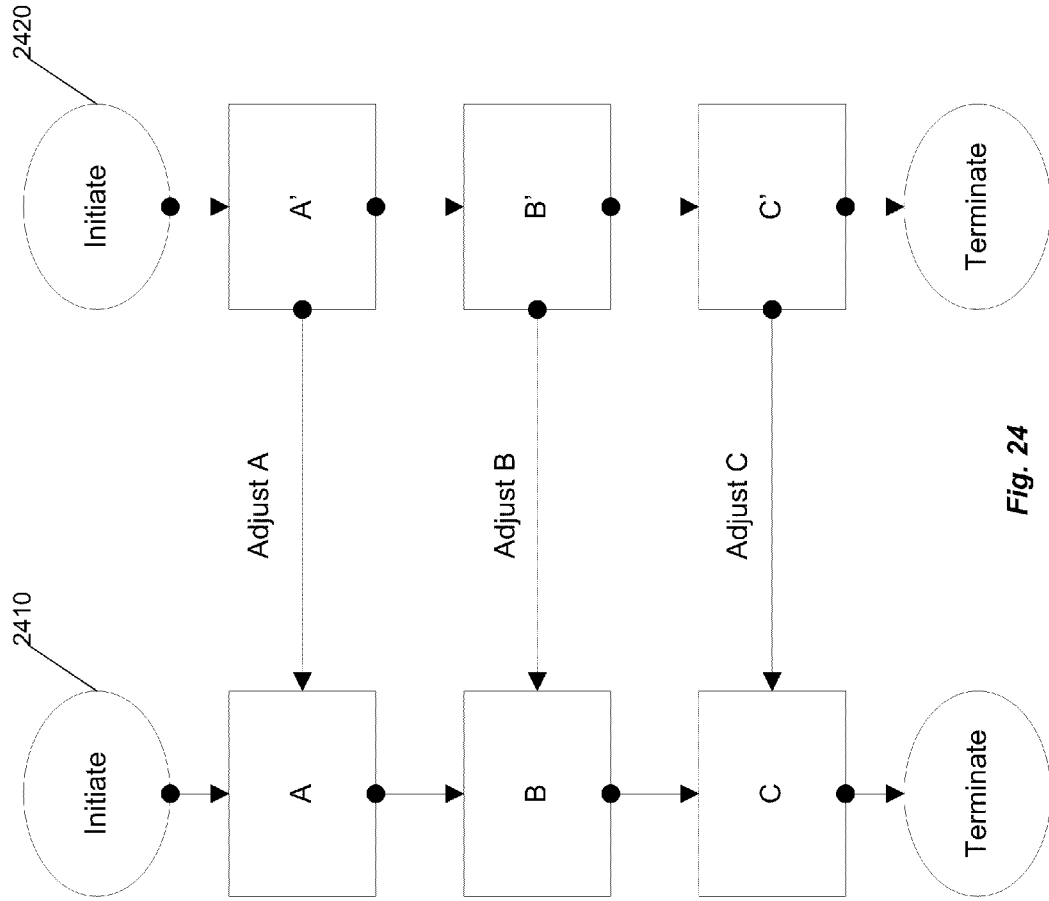 2410
2420
Initiate
Initiate
A
Adjust A
A'
B
Adjust B
B'
C
Adjust C
C'
Terminate
Terminate
Fig. 24